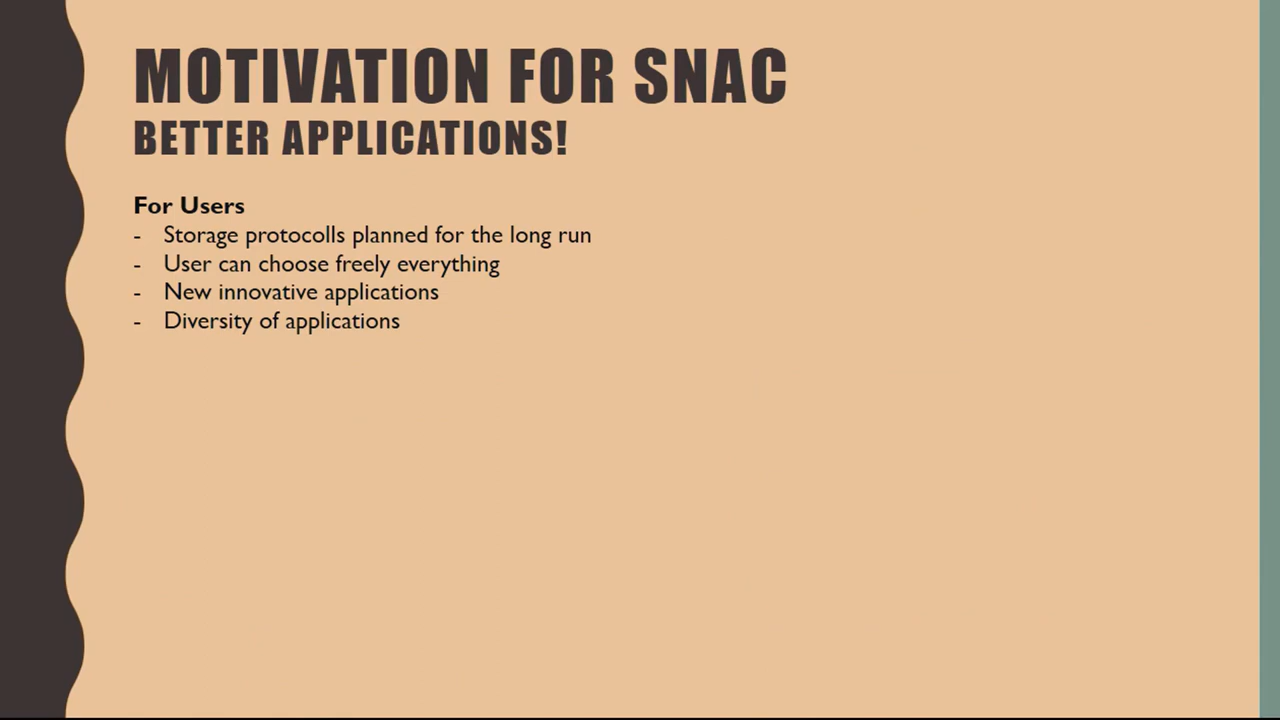 MOTIVATION FOR SNAC
BETTER APPLICATIONS!
For Users
- Storage protocolls planned for the long run
- User can choose freely everything
- New innovative applications
- Diversity of applications